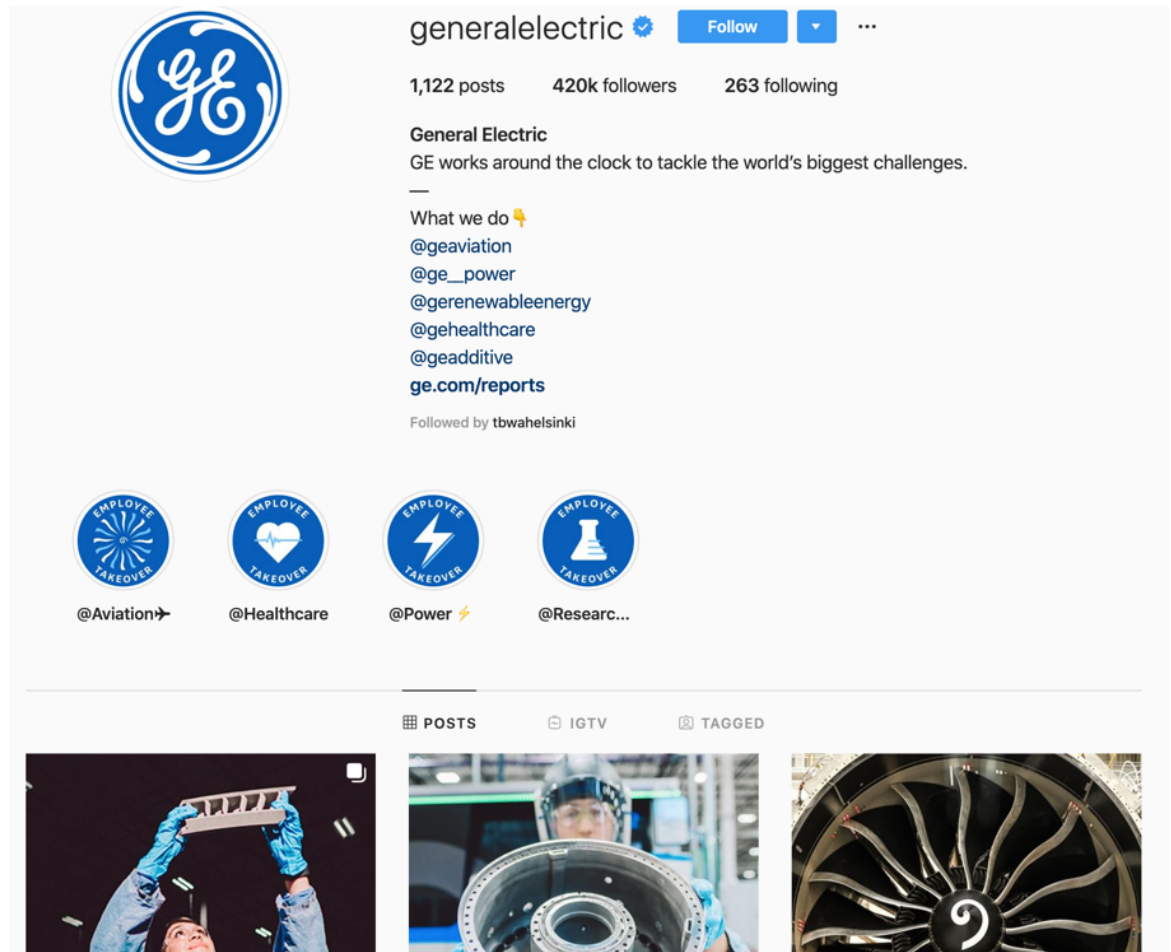 GE
generalelectric
Follow
1,122 posts 420k followers 263 following
General Electric
GE works around the clock to tackle the world's biggest challenges.
—
What we do👇
@geaviation
@ge__power
@gerenewableenergy
@gehealthcare
@geadditive
ge.com/reports
Followed by tbwahelsinki
EMPLOYEE TAKEOVER
EMPLOYEE TAKEOVER
EMPLOYEE TAKEOVER
EMPLOYEE TAKEOVER
@Aviation✈ @Healthcare @Power⚡ @Researc...
POSTS IGTV TAGGED